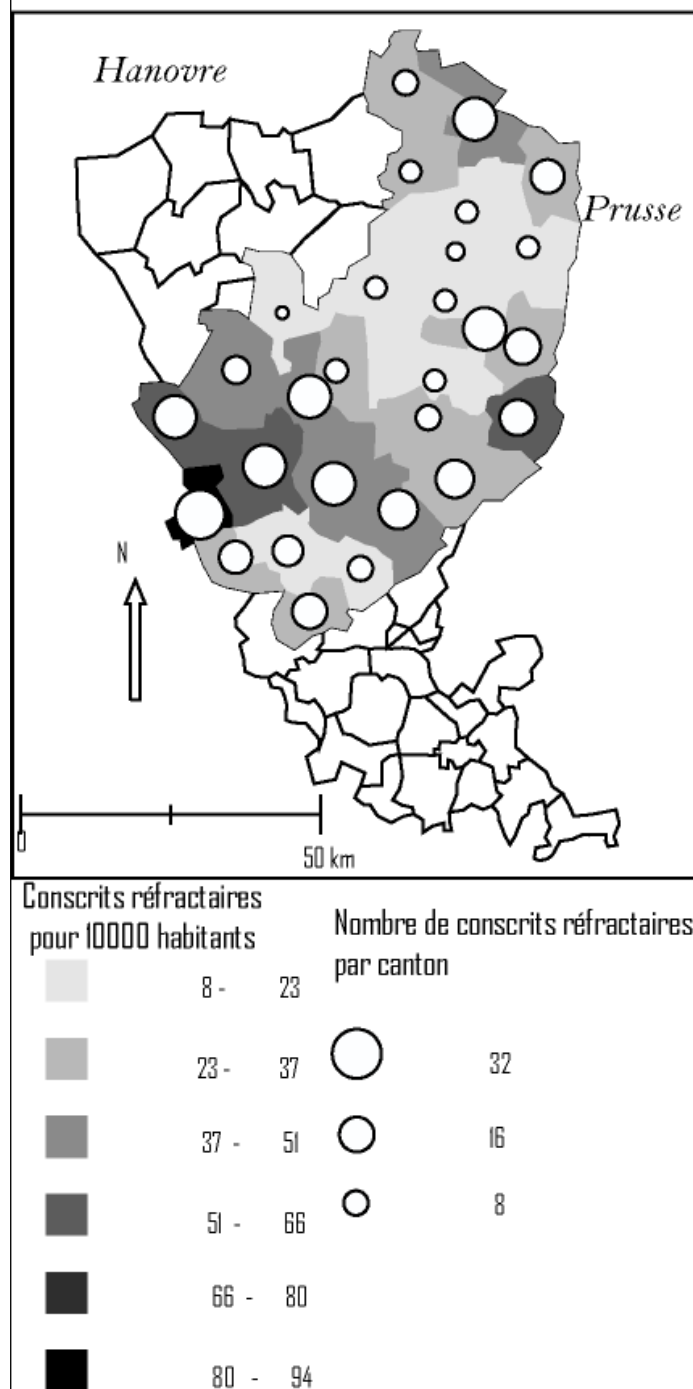 Hanovre
Prusse
N
0
50 km
Conscrits réfractaires
pour 10000 habitants
8 - 23
23 - 37
37 - 51
51 - 66
66 - 80
80 - 94
Nombre de conscrits réfractaires
par canton
32
16
8